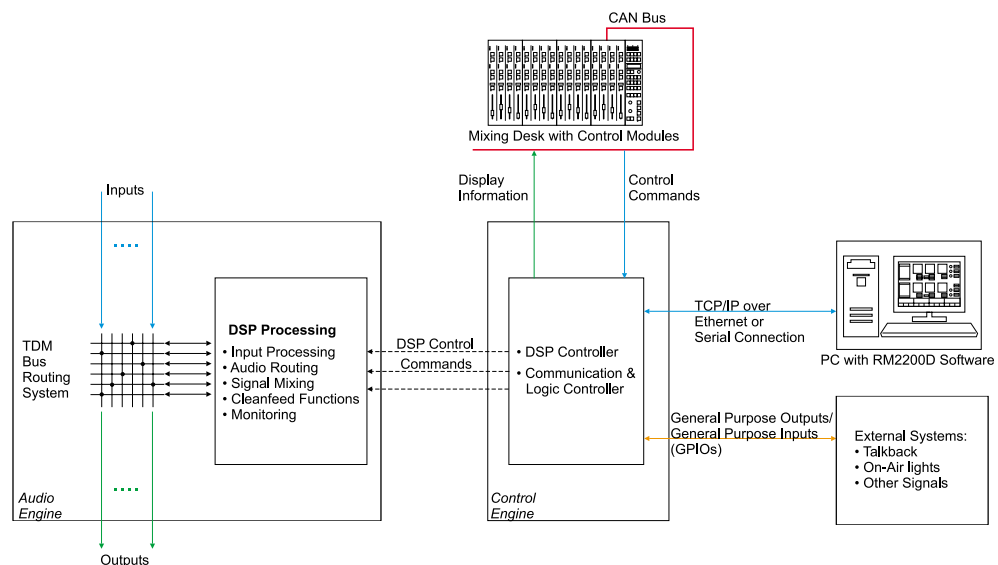 CAN Bus
Mixing Desk with Control Modules
Display
Information
Control
Commands
Inputs
TDM
Bus
Routing
System
DSP Processing
• Input Processing
• Audio Routing
• Signal Mixing
• Cleanfeed Functions
• Monitoring
Audio
Engine
Outputs
DSP Control
Commands
• DSP Controller
• Communication &
Logic Controller
Control
Engine
TCP/IP over
Ethernet or
Serial Connection
PC with RM2200D Software
General Purpose Outputs/
General Purpose Inputs
(GPIOs)
External Systems:
• Talkback
• On-Air lights
• Other Signals